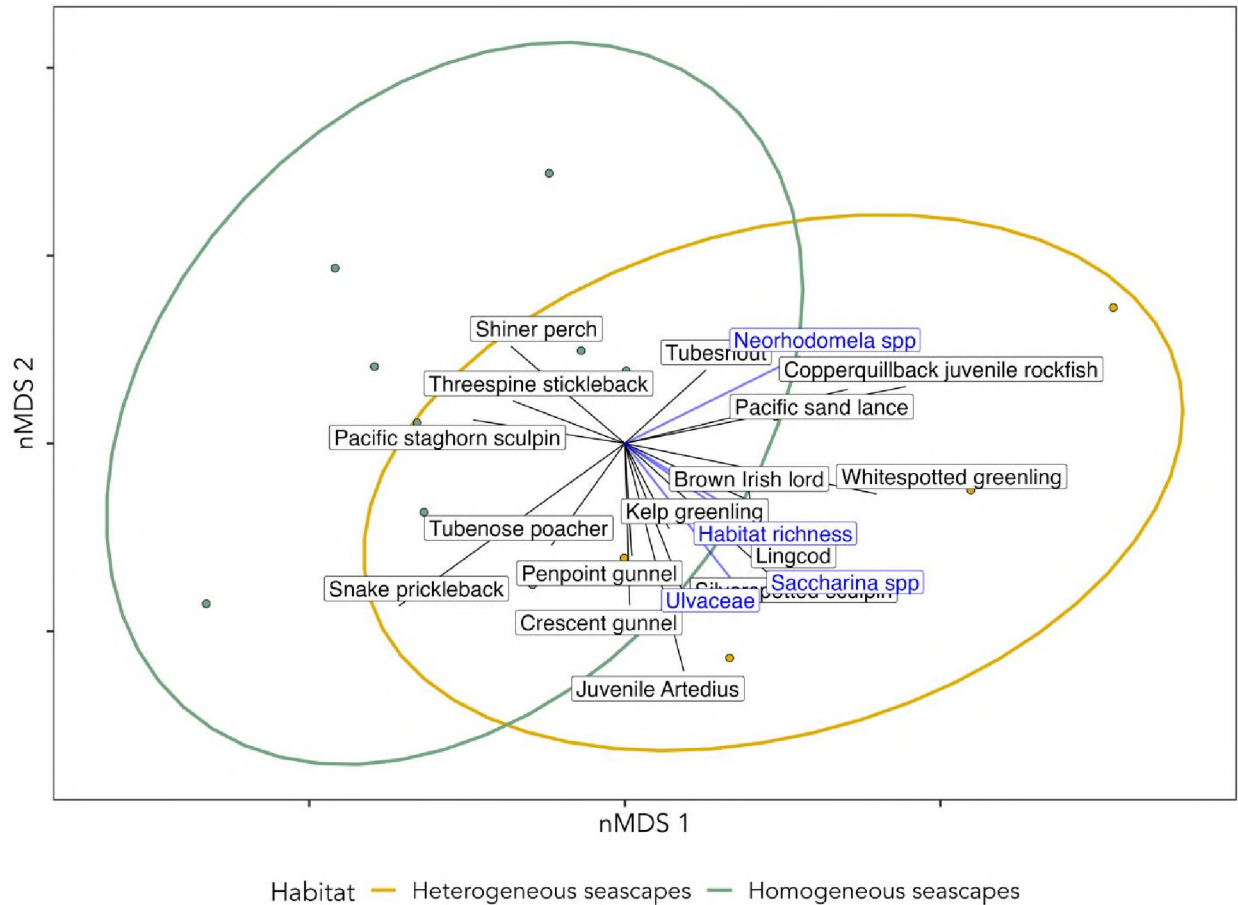 nMDS 2
Neorhodomela spp
Shiner perch
Tubesnout
Copperquillback juvenile rockfish
Threespine stickleback
Pacific sand lance
Pacific staghorn sculpin
Brown Irish lord
Whitespotted greenling
Kelp greenling
Tubenose poacher
Habitat richness
Lingcod
Penpoint gunnel
Saccharina spp
Snake prickleback
Silverspotted sculpin
Ulvaceae
Crescent gunnel
Juvenile Artedius
nMDS 1
Habitat Heterogeneous seascapes Homogeneous seascapes